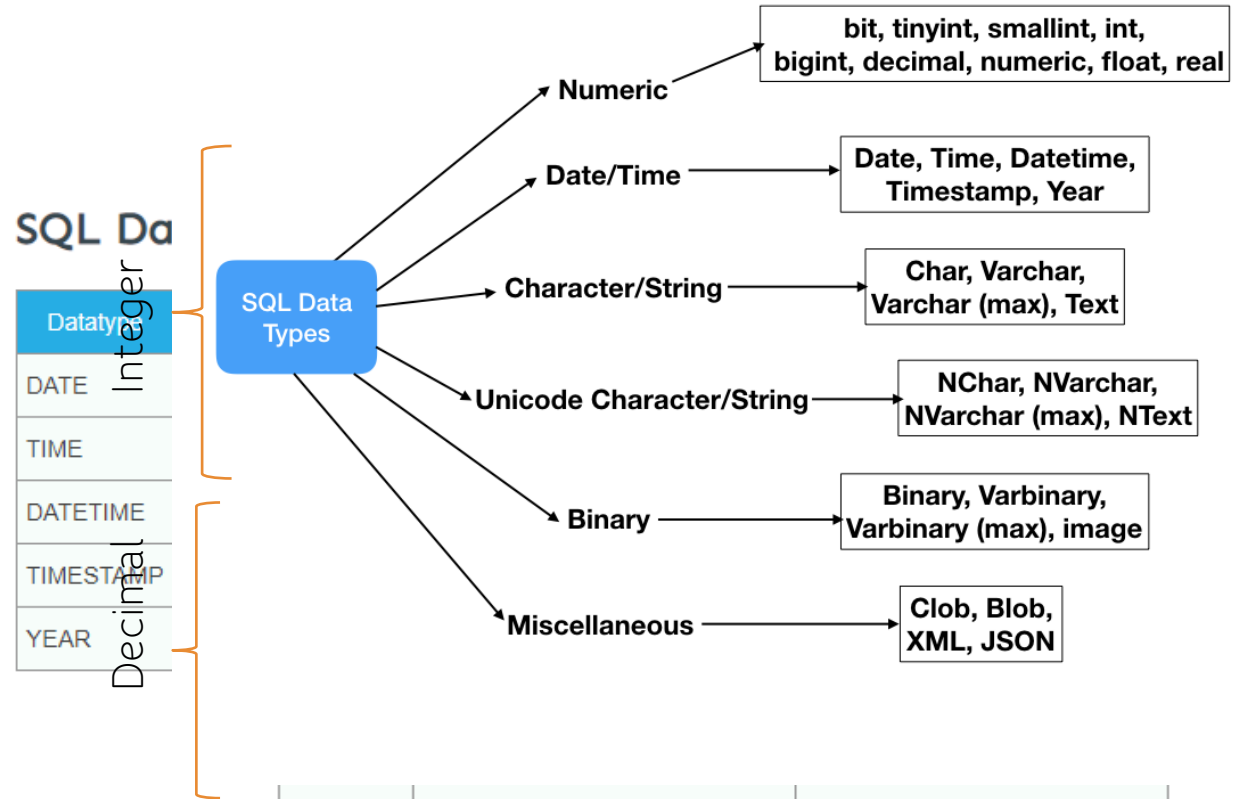 SQL Da
Datatype
DATE
TIME
DATETIME
TIMESTAMP
YEAR
Integer
Decimal
SQL Data
Types
Numeric
bit, tinyint, smallint, int,
bigint, decimal, numeric, float, real
Date/Time
Date, Time, Datetime,
Timestamp, Year
Character/String
Char, Varchar,
Varchar (max), Text
Unicode Character/String
NChar, NVarchar,
NVarchar (max), NText
Binary
Binary, Varbinary,
Varbinary (max), image
Miscellaneous
Clob, Blob,
XML, JSON